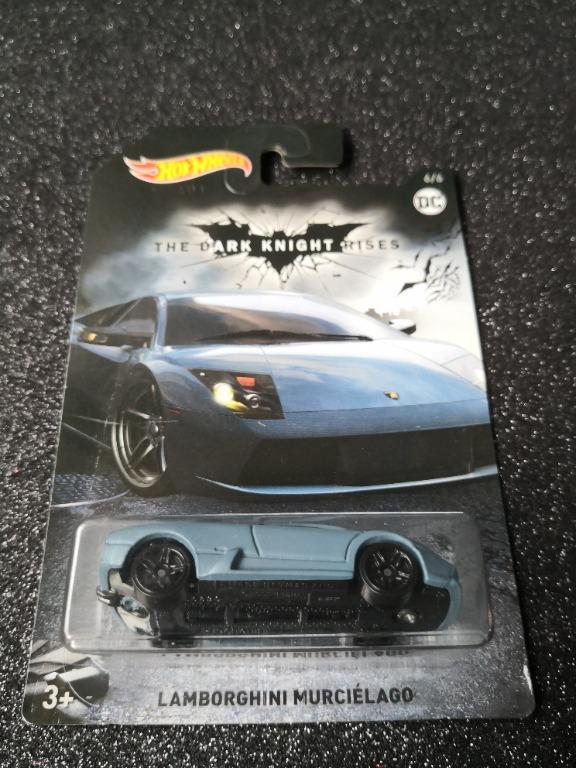 HOT WHEELS
6/6
DC
THE DARK KNIGHT RISES
3+
LAMBORGHINI MURCIÉLAGO